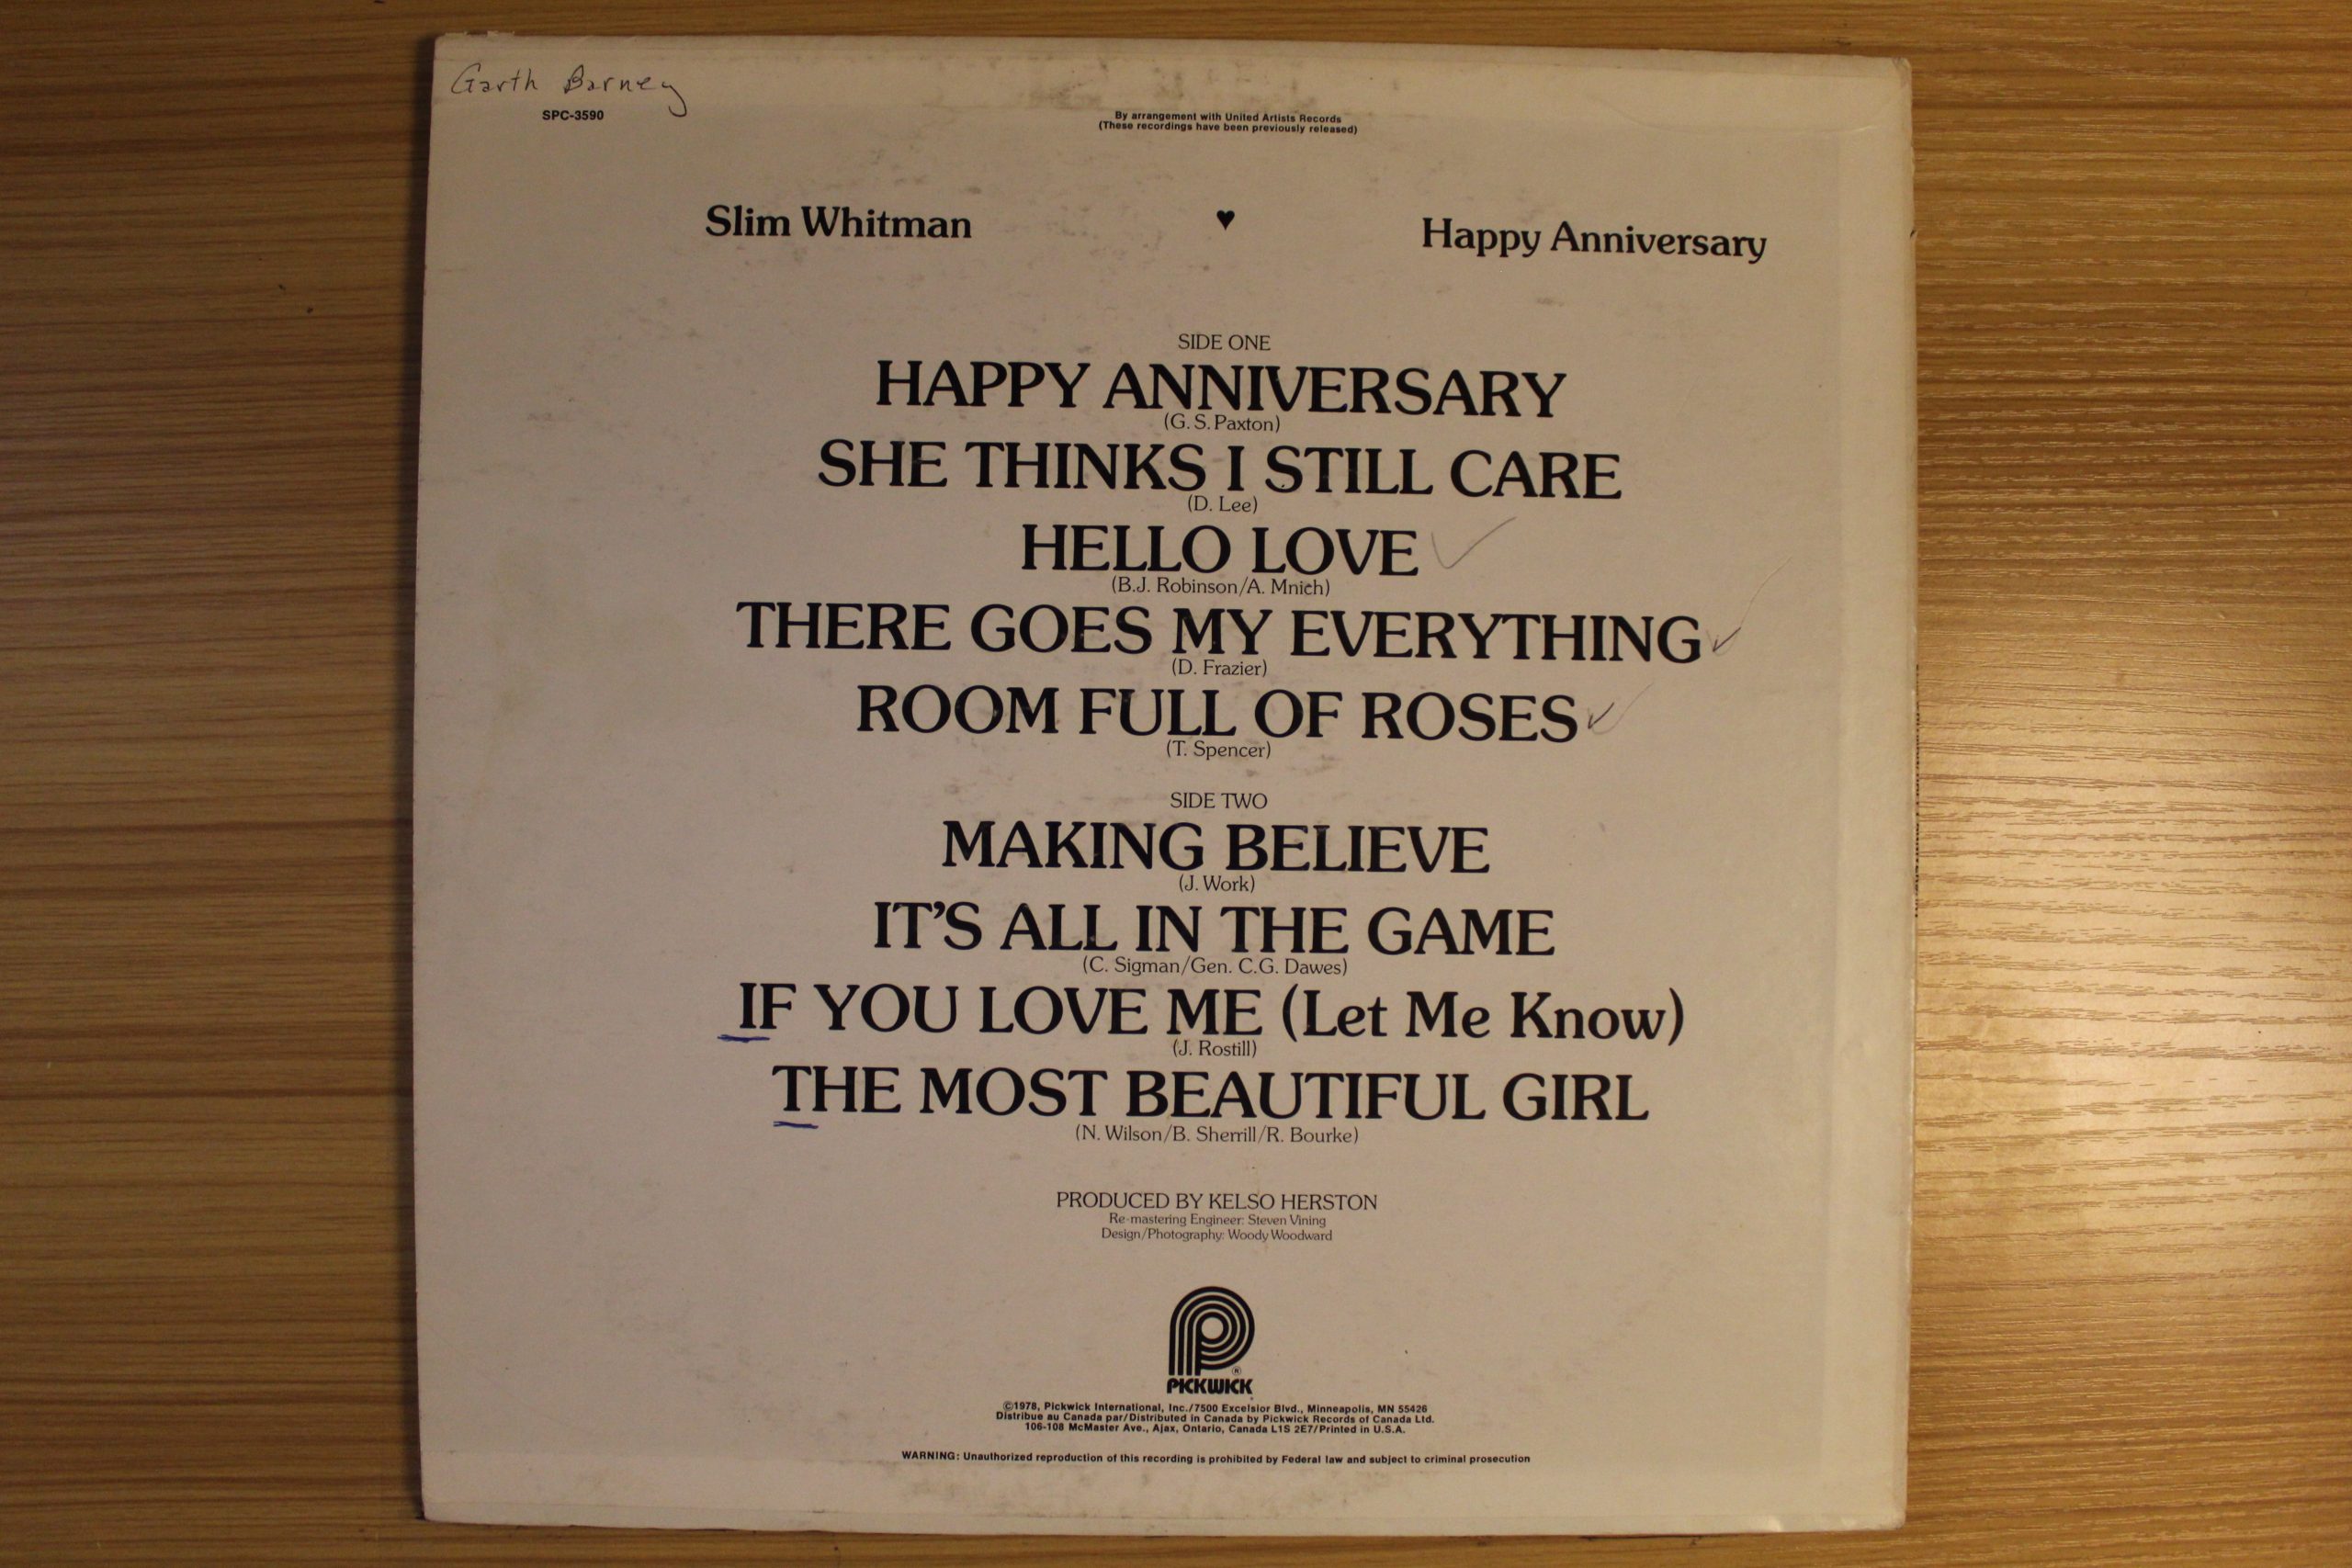 Garth Barney
SPC-3590
By arrangement with United Artists Records
(These recordings have been previously released)
Slim Whitman ♥ Happy Anniversary
SIDE ONE
HAPPY ANNIVERSARY
(G. S. Paxton)
SHE THINKS I STILL CARE
(D. Lee)
HELLO LOVE
(B.J. Robinson/A. Mnich)
THERE GOES MY EVERYTHING
(D. Frazier)
ROOM FULL OF ROSES
(T. Spencer)
SIDE TWO
MAKING BELIEVE
(J. Work)
IT'S ALL IN THE GAME
(C. Sigman/Gen. C.G. Dawes)
IF YOU LOVE ME (Let Me Know)
(J. Rostill)
THE MOST BEAUTIFUL GIRL
(N. Wilson/B. Sherrill/R. Bourke)
PRODUCED BY KELSO HERSTON
Re-mastering Engineer: Steven Vining
Design/Photography: Woody Woodward
PICKWICK
©1978, Pickwick International, Inc./7500 Excelsior Blvd., Minneapolis, MN 55426
Distribue au Canada par/Distributed in Canada by Pickwick Records of Canada Ltd.
106-108 McMaster Ave., Ajax, Ontario, Canada L1S 2E7/Printed in U.S.A.
WARNING: Unauthorized reproduction of this recording is prohibited by Federal law and subject to criminal prosecution